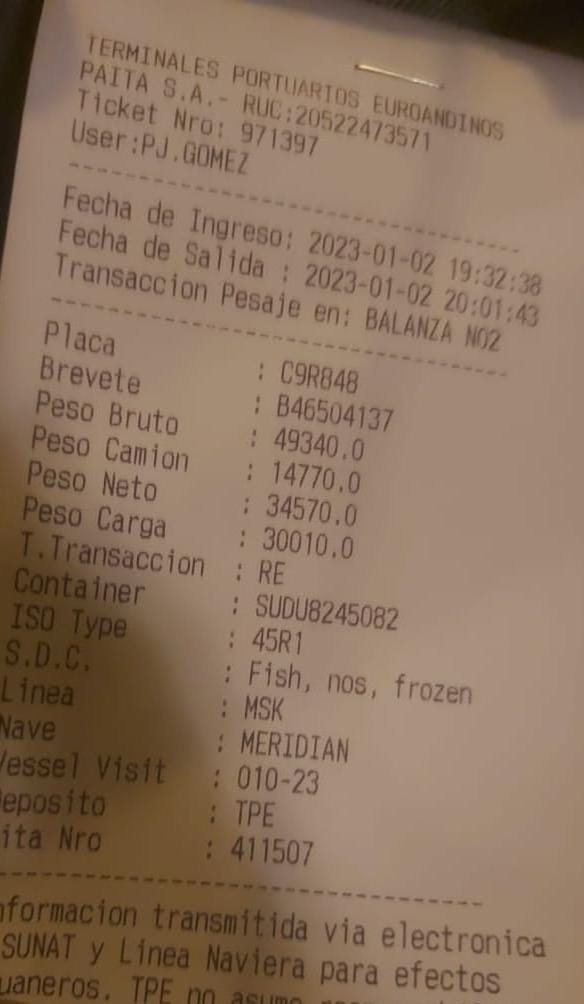 TERMINALES PORTUARIOS EUROANDINOS
PAITA S.A.- RUC:20522473571
Ticket Nro: 971397
User:PJ.GOMEZ
Fecha de Ingreso: 2023-01-02 19:32:38
Fecha de Salida : 2023-01-02 20:01:43
Transaccion Pesaje en: BALANZA NO2
Placa : C9R848
Brevete : B46504137
Peso Bruto : 49340.0
Peso Camion : 14770.0
Peso Neto : 34570.0
Peso Carga : 30010.0
T.Transaccion : RE
Container : SUDU8245082
ISO Type : 45R1
S.D.C. : Fish, nos, frozen
Linea : MSK
Nave : MERIDIAN
Vessel Visit : 010-23
Deposito : TPE
ita Nro : 411507
nformacion transmitida via electronica
SUNAT y Linea Naviera para efectos
uaneros. TPE no asume